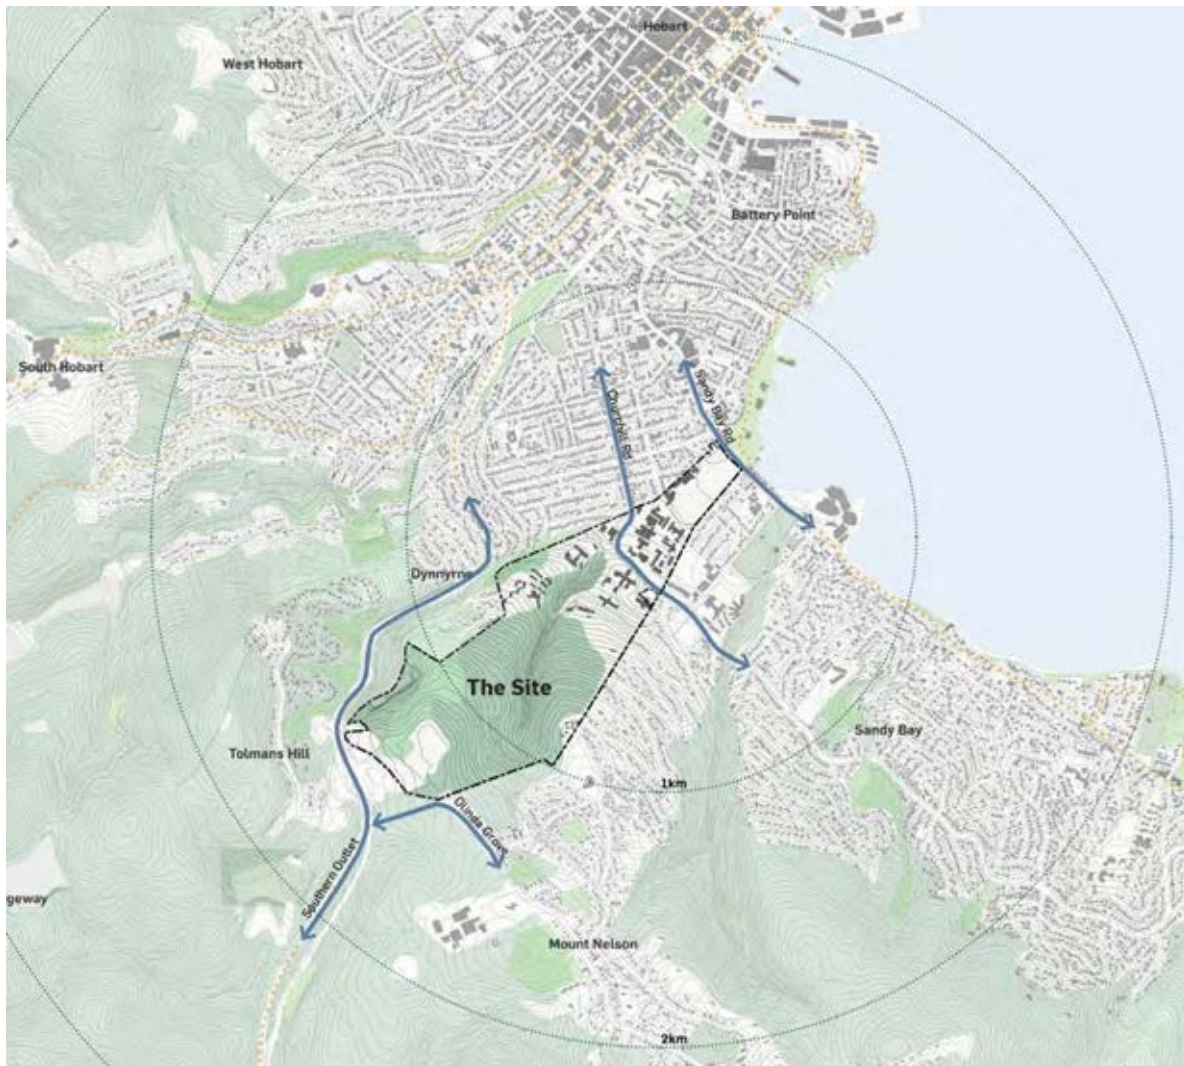 Hobart
West Hobart
Battery Point
South Hobart
Sandy Bay Rd
Churchill Rd
Dynnyrne
The Site
Sandy Bay
Tolmans Hill
1km
Olinda Grove
Southern Outlet
geway
Mount Nelson
2km